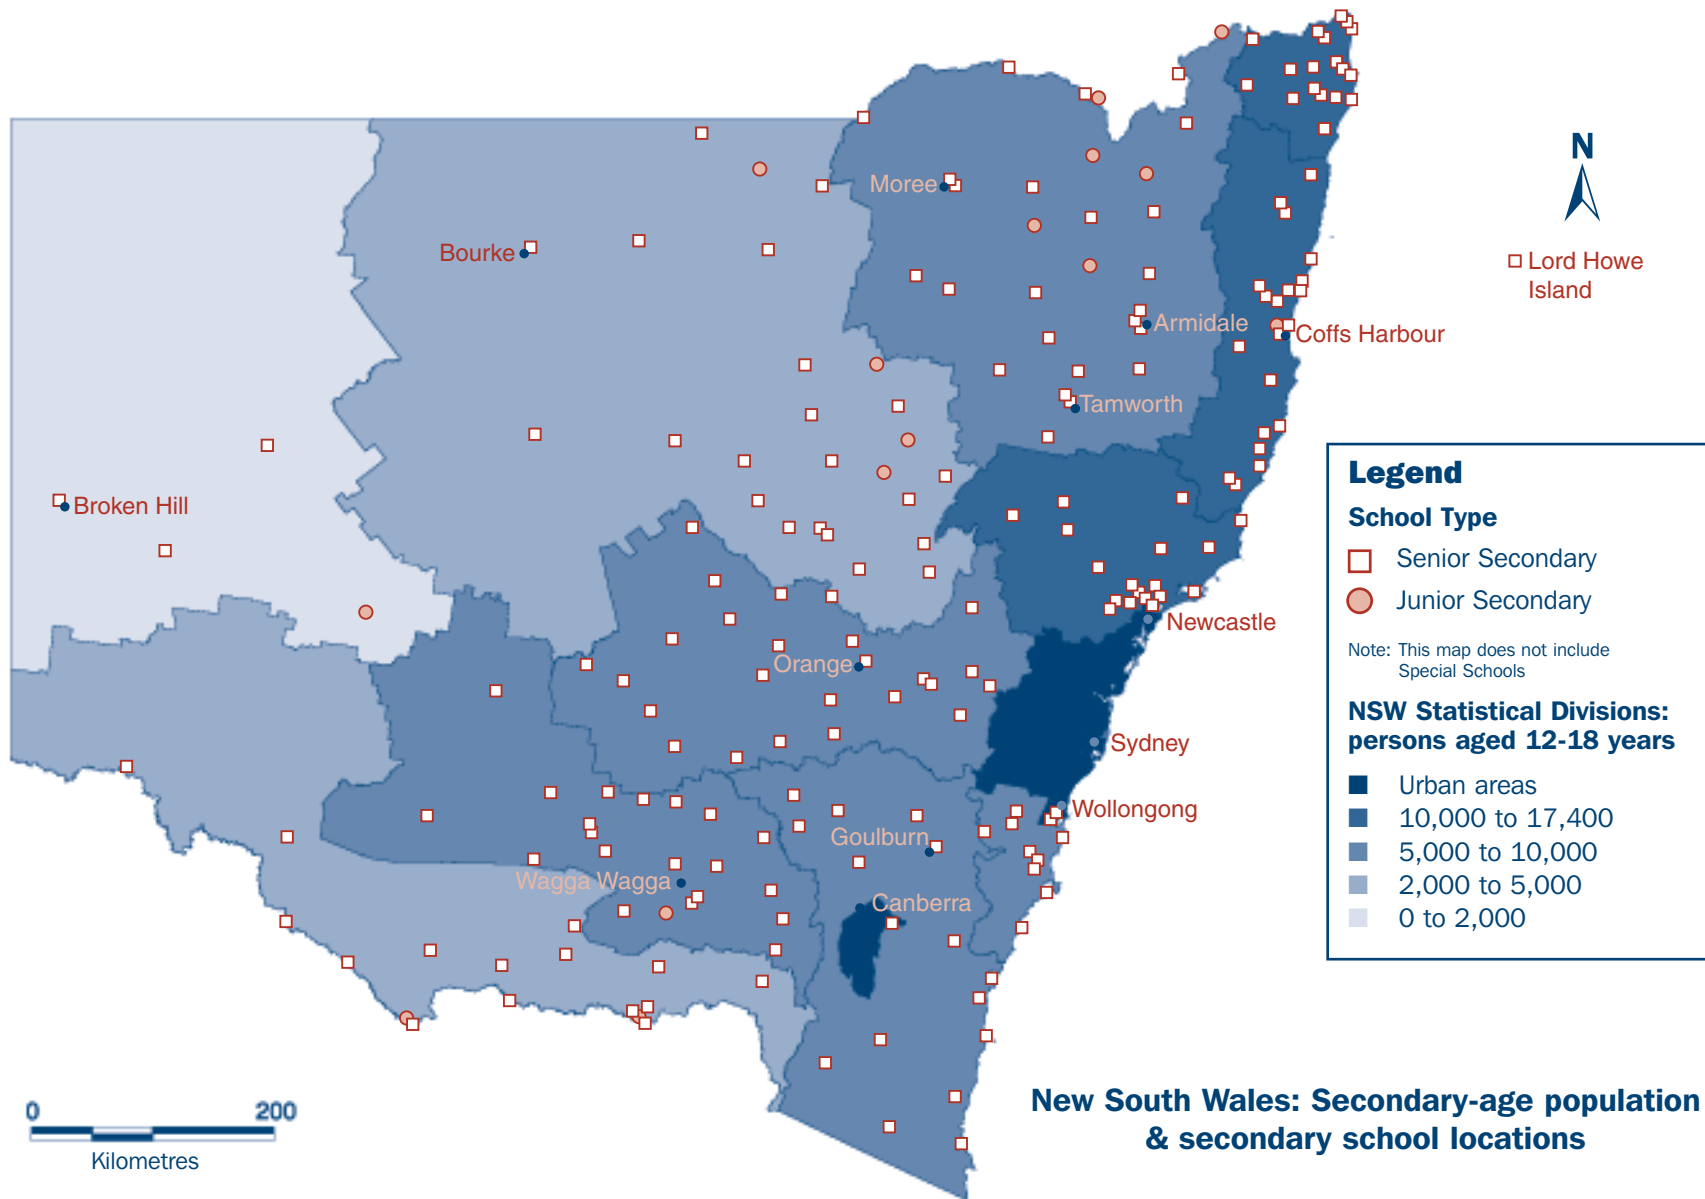 N
Moree
Bourke
Lord Howe
Island
Armidale
Coffs Harbour
Tamworth
Broken Hill
Newcastle
Orange
Sydney
Wollongong
Goulburn
Wagga Wagga
Canberra
Legend
School Type
Senior Secondary
Junior Secondary
Note: This map does not include
Special Schools
NSW Statistical Divisions:
persons aged 12-18 years
Urban areas
10,000 to 17,400
5,000 to 10,000
2,000 to 5,000
0 to 2,000
0 200
Kilometres
New South Wales: Secondary-age population
& secondary school locations